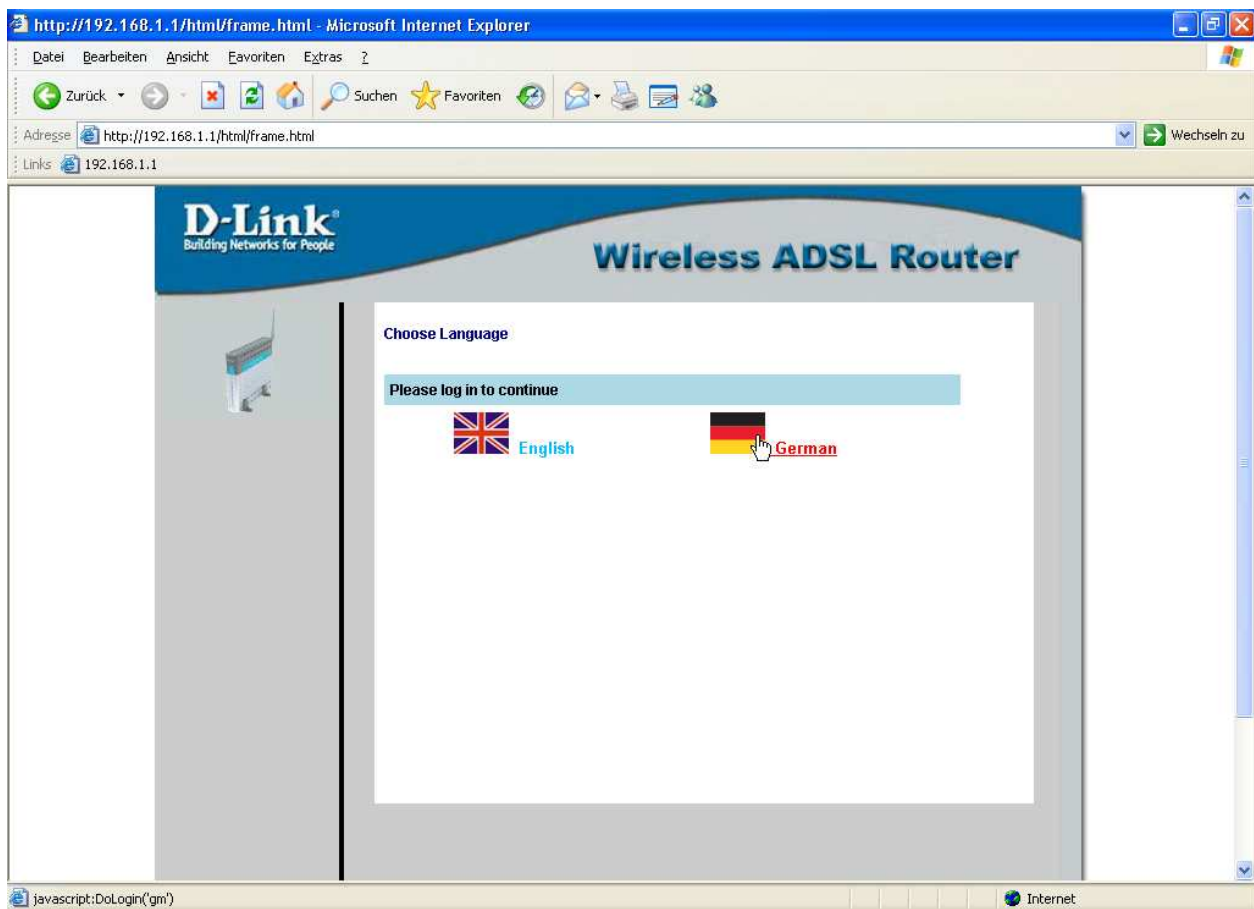 http://192.168.1.1/html/frame.html - Microsoft Internet Explorer
Datei Bearbeiten Ansicht Favoriten Extras ?
Zurück Suchen Favoriten
Adresse http://192.168.1.1/html/frame.html Wechseln zu
Links 192.168.1.1
D-Link®
Building Networks for People
Wireless ADSL Router
Choose Language
Please log in to continue
English German
javascript:DoLogin('gm') Internet